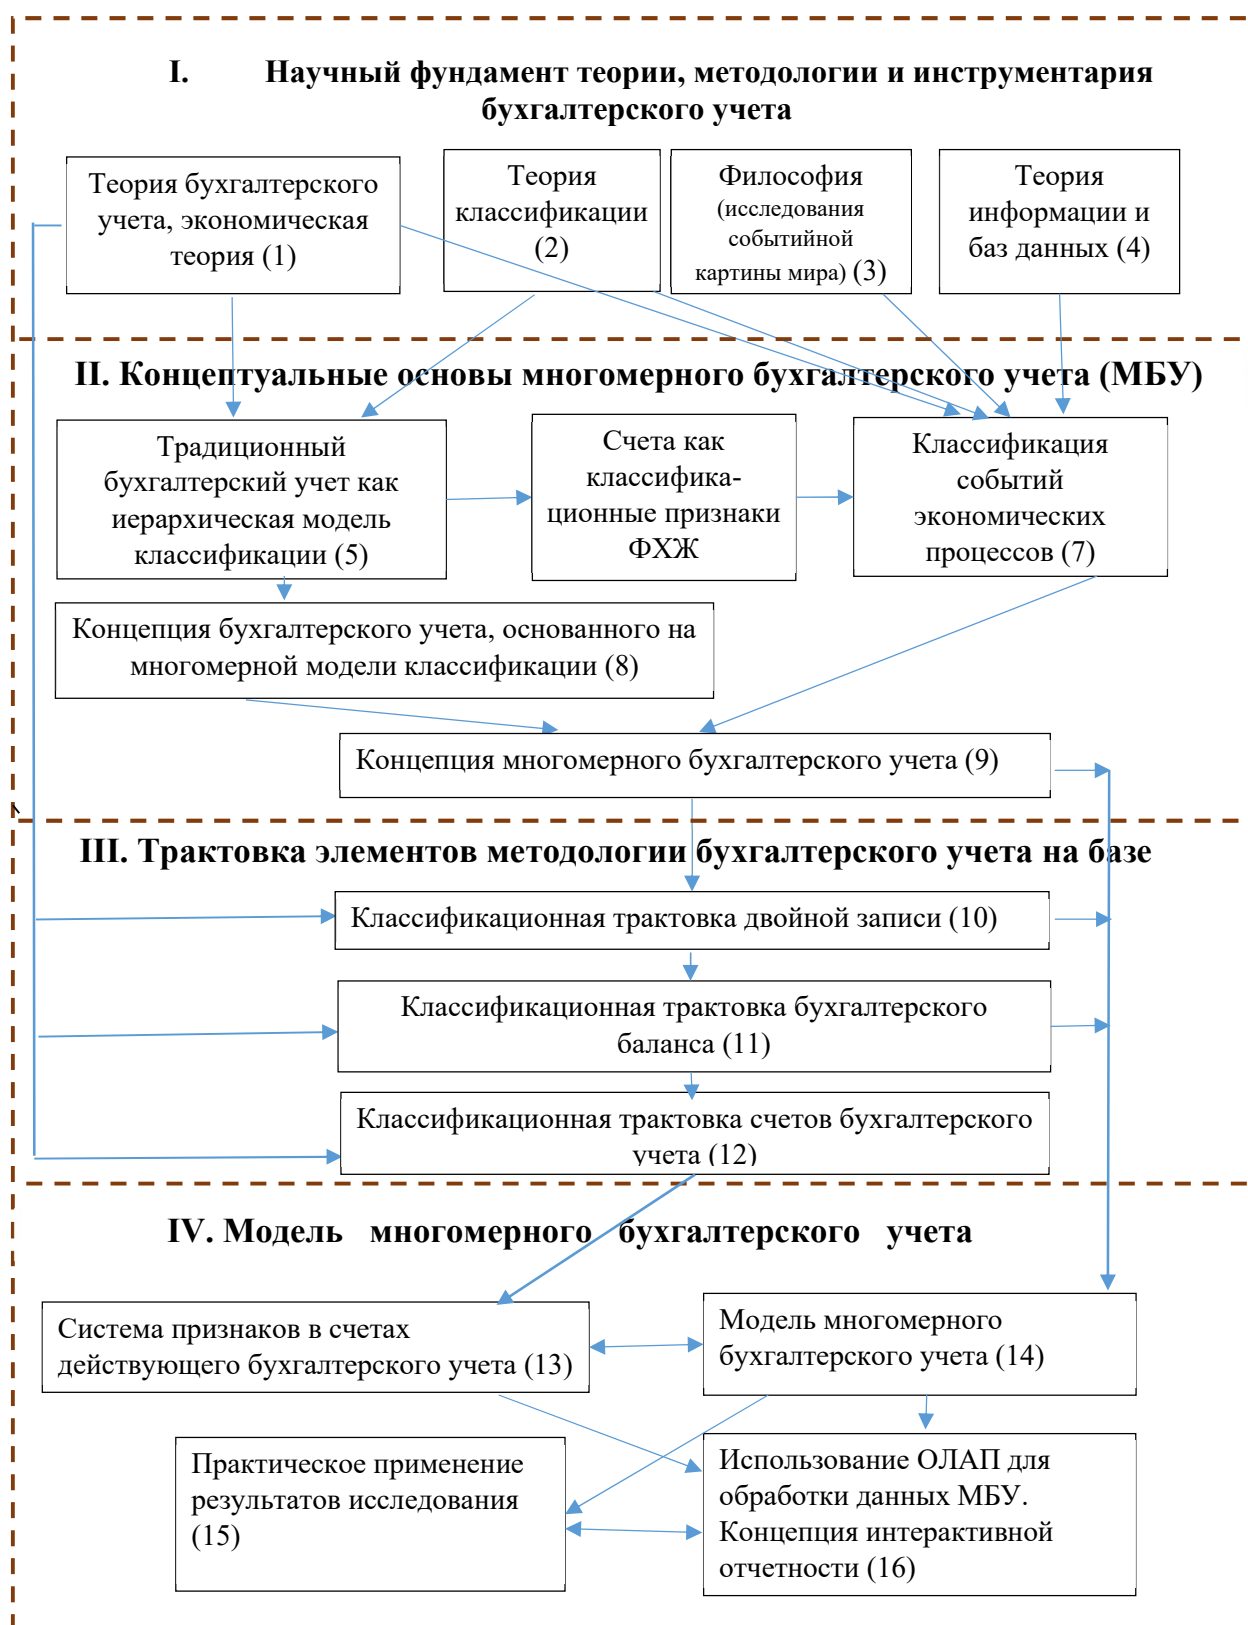 I. Научный фундамент теории, методологии и инструментария
бухгалтерского учета
Теория бухгалтерского
учета, экономическая
теория (1)
Теория
классификации
(2)
Философия
(исследования
событийной
картины мира) (3)
Теория
информации и
баз данных (4)
II. Концептуальные основы многомерного бухгалтерского учета (МБУ)
Традиционный
бухгалтерский учет как
иерархическая модель
классификации (5)
Счета как
классифика-
ционные признаки
ФХЖ
Классификация
событий
экономических
процессов (7)
Концепция бухгалтерского учета, основанного на
многомерной модели классификации (8)
Концепция многомерного бухгалтерского учета (9)
III. Трактовка элементов методологии бухгалтерского учета на базе
Классификационная трактовка двойной записи (10)
Классификационная трактовка бухгалтерского
баланса (11)
Классификационная трактовка счетов бухгалтерского
учета (12)
IV. Модель многомерного бухгалтерского учета
Система признаков в счетах
действующего бухгалтерского учета (13)
Модель многомерного
бухгалтерского учета (14)
Практическое применение
результатов исследования
(15)
Использование ОЛАП для
обработки данных МБУ.
Концепция интерактивной
отчетности (16)